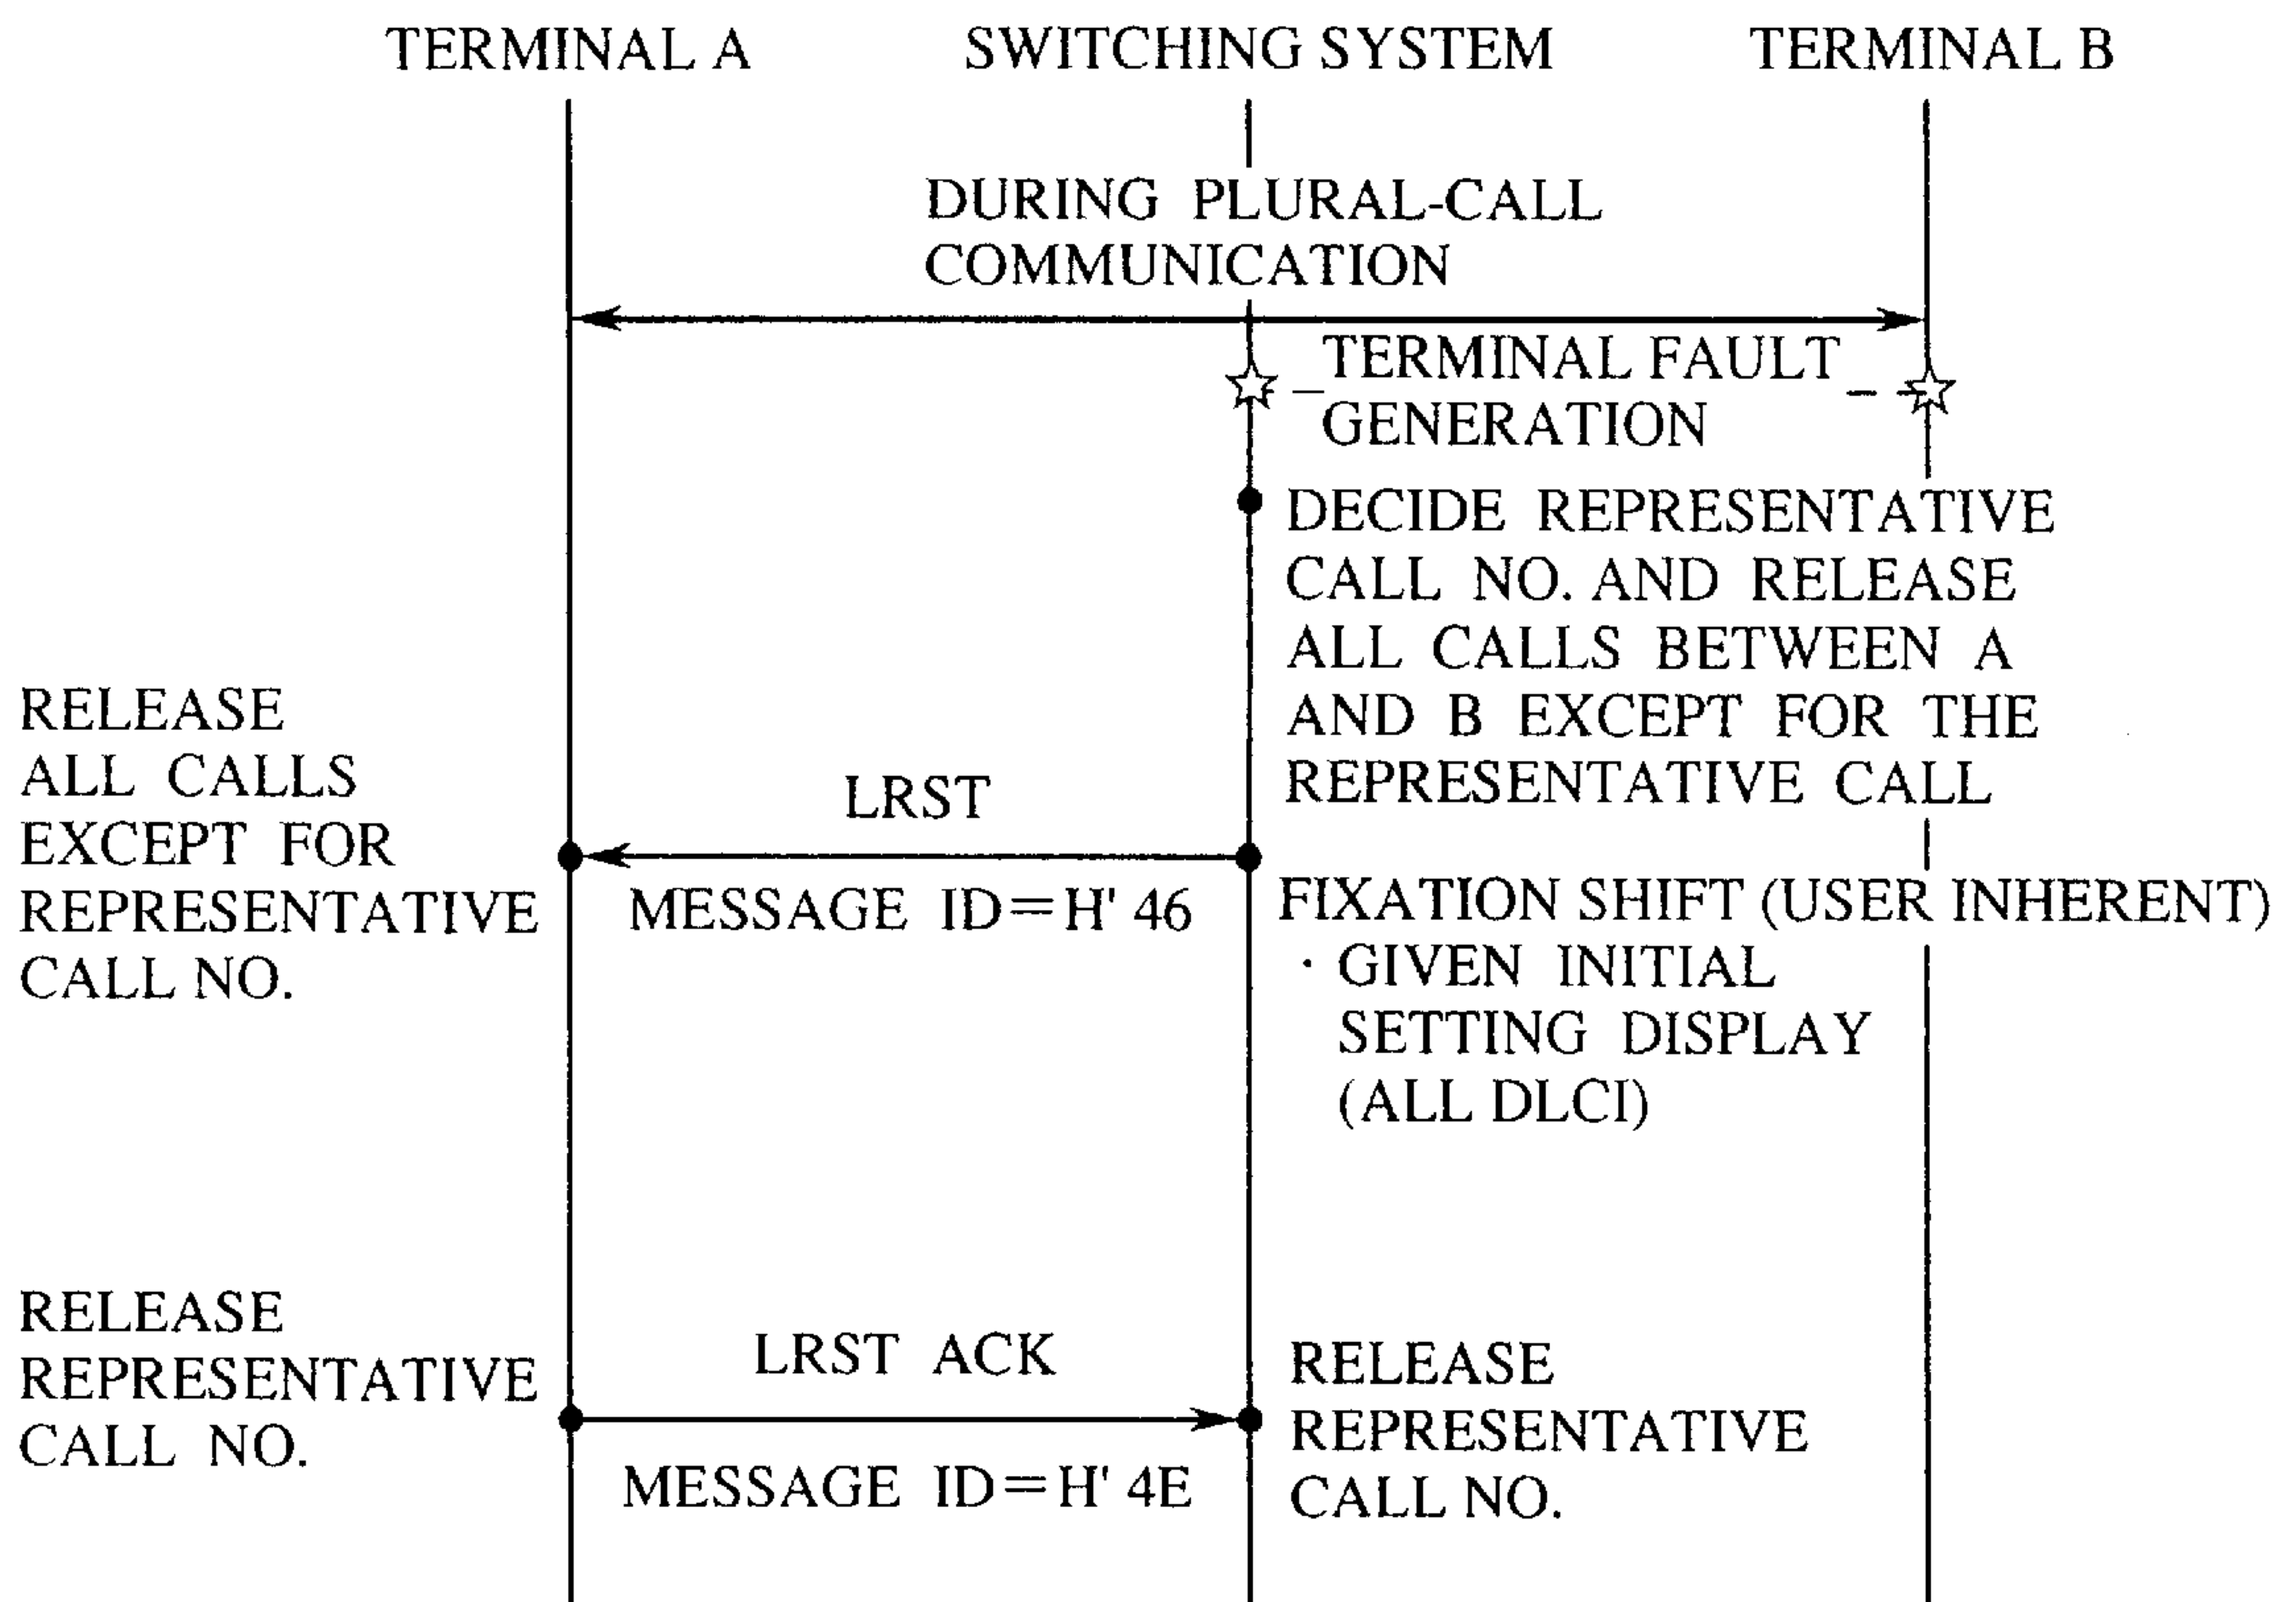 TERMINAL A
SWITCHING SYSTEM
TERMINAL B
DURING PLURAL-CALL
COMMUNICATION
TERMINAL FAULT
GENERATION
DECIDE REPRESENTATIVE
CALL NO. AND RELEASE
ALL CALLS BETWEEN A
AND B EXCEPT FOR THE
REPRESENTATIVE CALL
RELEASE
ALL CALLS
EXCEPT FOR
REPRESENTATIVE
CALL NO.
LRST
MESSAGE ID=H' 46
FIXATION SHIFT (USER INHERENT)
· GIVEN INITIAL
SETTING DISPLAY
(ALL DLCI)
RELEASE
REPRESENTATIVE
CALL NO.
LRST ACK
MESSAGE ID=H' 4E
RELEASE
REPRESENTATIVE
CALL NO.